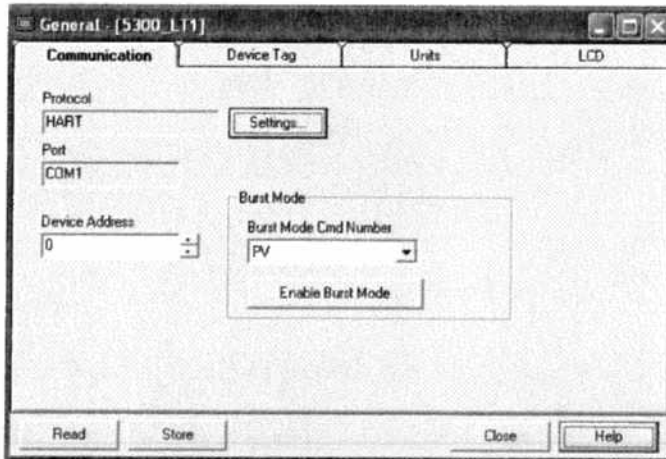 General - [5300_LT1]
Communication Device Tag Units LCD
Protocol
HART
Settings...
Port
COM1
Device Address
0
Burst Mode
Burst Mode Cmd Number
PV
Enable Burst Mode
Read Store Close Help